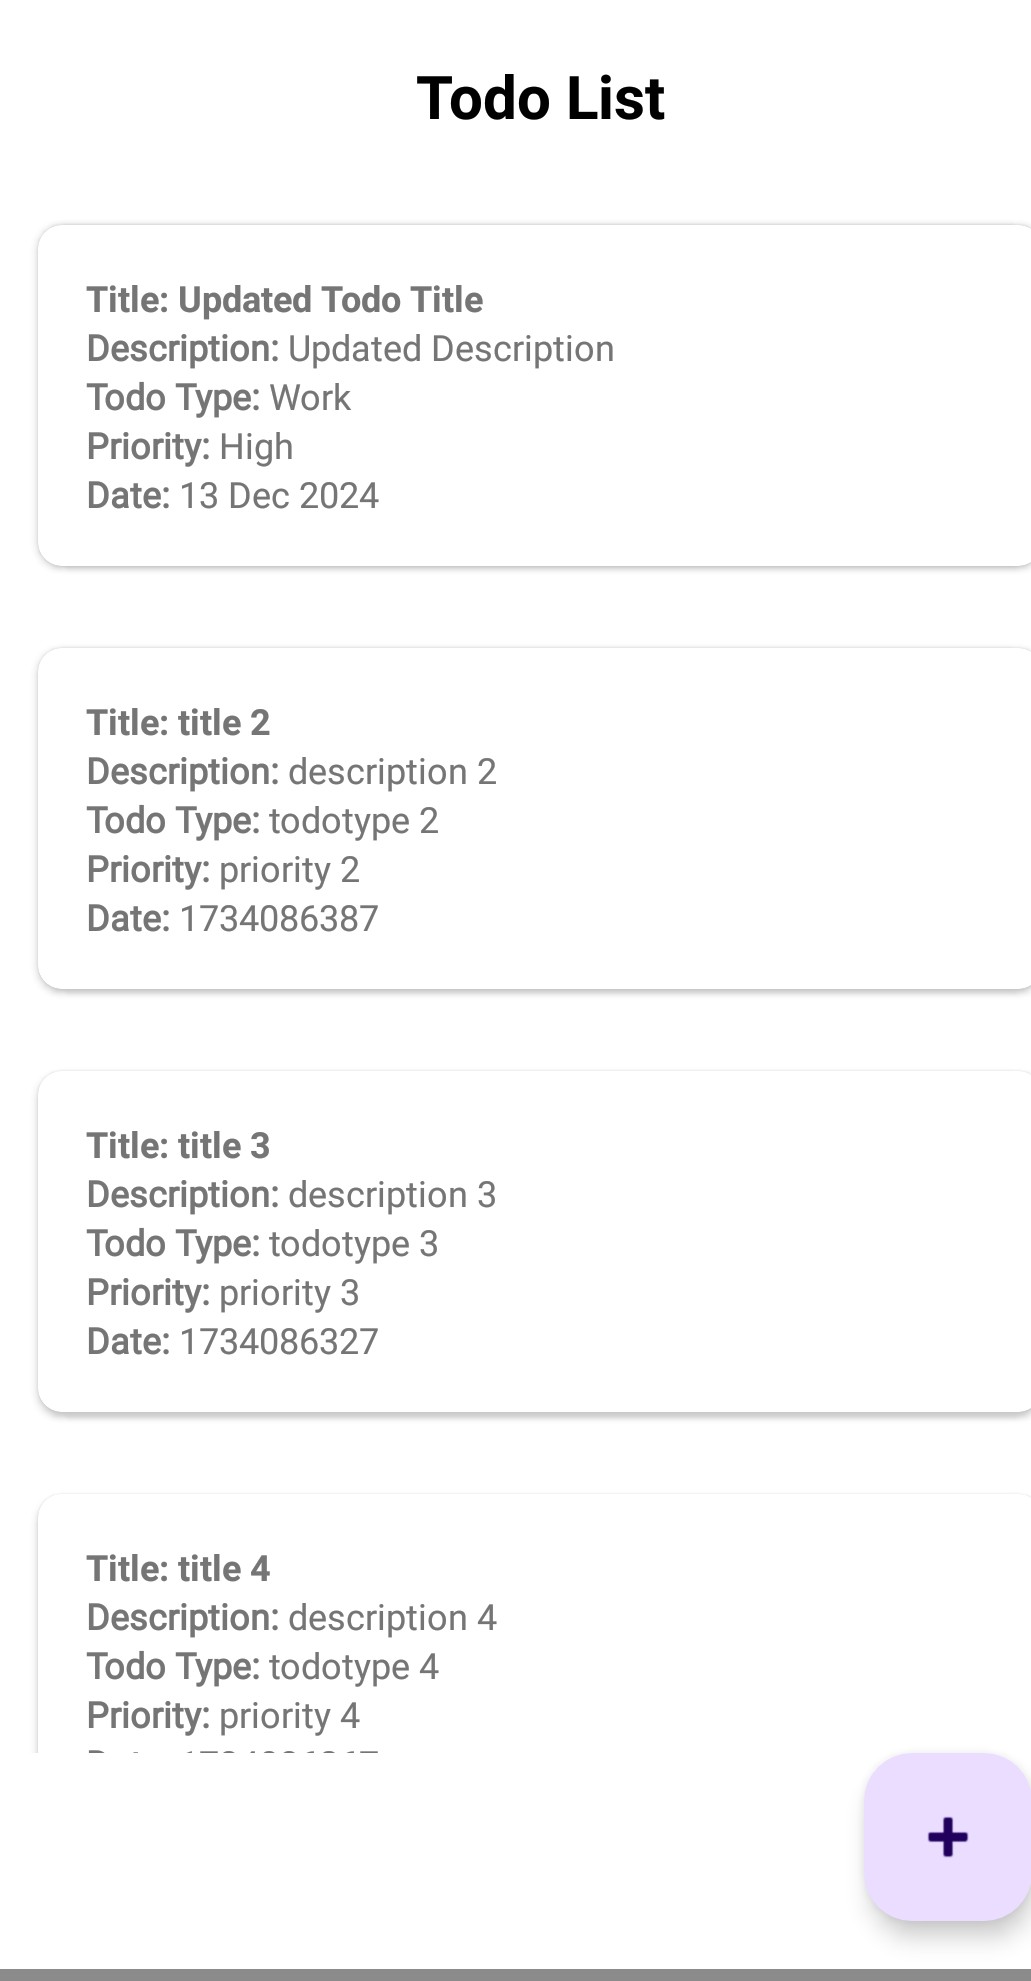 Todo List
Title: Updated Todo Title
Description: Updated Description
Todo Type: Work
Priority: High
Date: 13 Dec 2024
Title: title 2
Description: description 2
Todo Type: todotype 2
Priority: priority 2
Date: 1734086387
Title: title 3
Description: description 3
Todo Type: todotype 3
Priority: priority 3
Date: 1734086327
Title: title 4
Description: description 4
Todo Type: todotype 4
Priority: priority 4